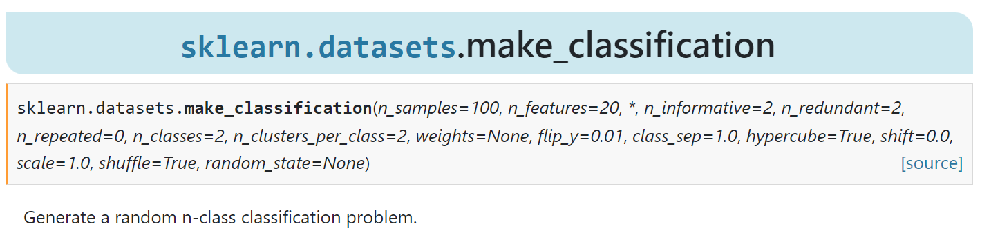 sklearn.datasets.make_classification
sklearn.datasets.make_classification(n_samples=100, n_features=20, *, n_informative=2, n_redundant=2,
n_repeated=0, n_classes=2, n_clusters_per_class=2, weights=None, flip_y=0.01, class_sep=1.0, hypercube=True, shift=0.0,
scale=1.0, shuffle=True, random_state=None) [source]
Generate a random n-class classification problem.